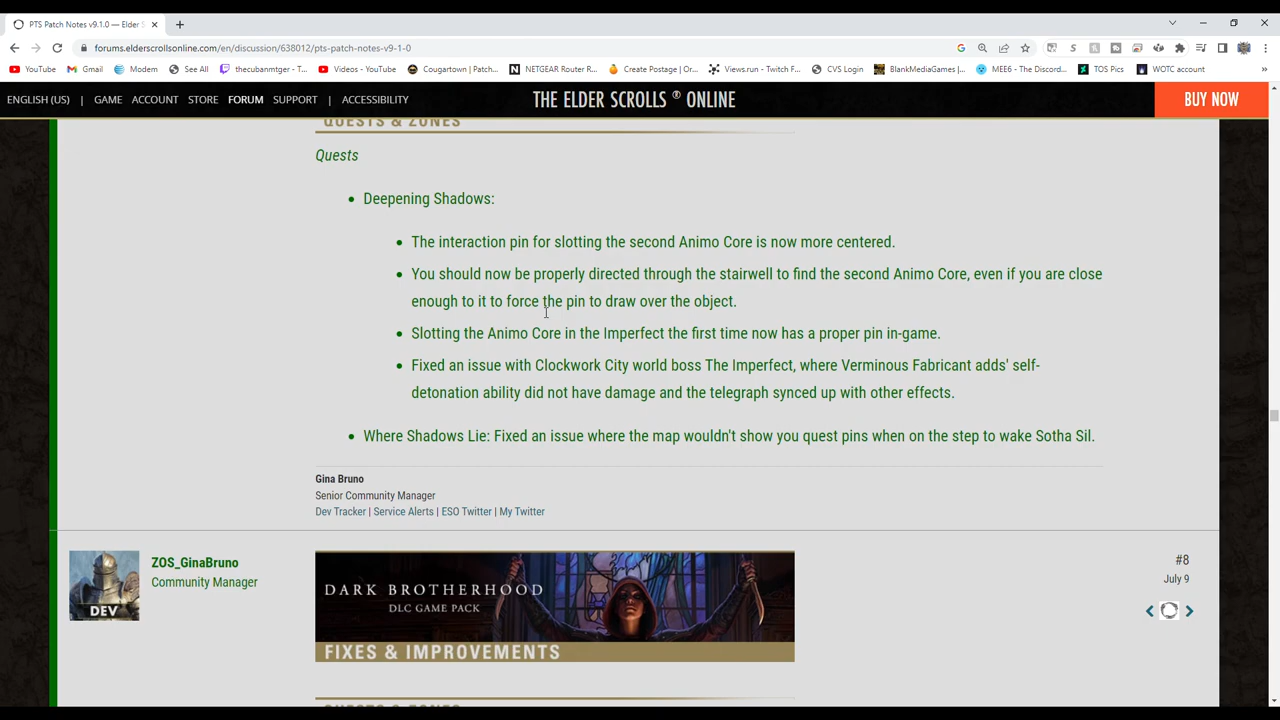 PTS Patch Notes v9.1.0 — Elder S
forums.elderscrollsonline.com/en/discussion/638012/pts-patch-notes-v9-1-0
YouTube
Gmail
Modem
See All
thecubanmtger - T...
Videos - YouTube
Cougartown | Patch...
NETGEAR Router R...
Create Postage | Or...
Views.run - Twitch F...
CVS Login
BlankMediaGames |...
MEE6 - The Discord...
TOS Pics
WOTC account
»
ENGLISH (US) | GAME ACCOUNT STORE FORUM SUPPORT | ACCESSIBILITY
THE ELDER SCROLLS ® ONLINE
BUY NOW
QUESTS & ZONES
Quests
Deepening Shadows:
The interaction pin for slotting the second Animo Core is now more centered.
You should now be properly directed through the stairwell to find the second Animo Core, even if you are close
enough to it to force the pin to draw over the object.
Slotting the Animo Core in the Imperfect the first time now has a proper pin in-game.
Fixed an issue with Clockwork City world boss The Imperfect, where Verminous Fabricant adds' self-
detonation ability did not have damage and the telegraph synced up with other effects.
Where Shadows Lie: Fixed an issue where the map wouldn't show you quest pins when on the step to wake Sotha Sil.
Gina Bruno
Senior Community Manager
Dev Tracker | Service Alerts | ESO Twitter | My Twitter
DEV
ZOS_GinaBruno
Community Manager
DARK BROTHERHOOD
DLC GAME PACK
FIXES & IMPROVEMENTS
#8
July 9
QUESTS & ZONES